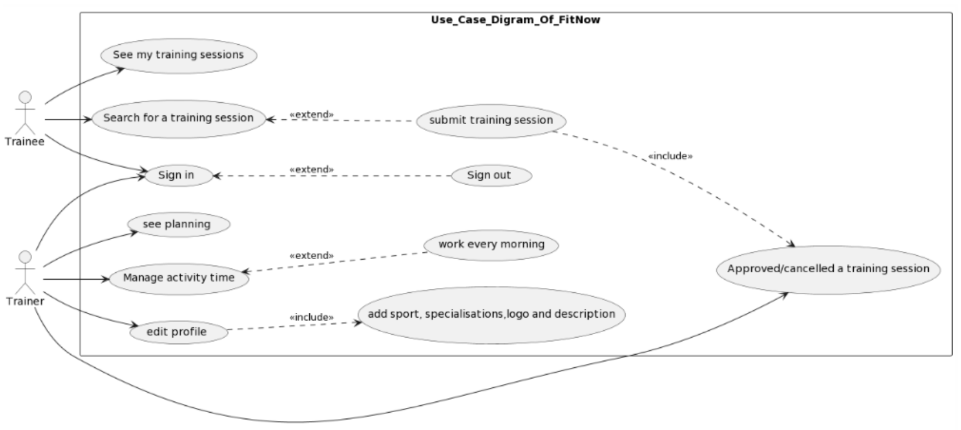 Use_Case_Digram_Of_FitNow
See my training sessions
Search for a training session
«extend»
submit training session
Trainee
«include»
Sign in
«extend»
Sign out
see planning
work every morning
«extend»
Manage activity time
Approved/cancelled a training session
Trainer
add sport, specialisations,logo and description
«include»
edit profile